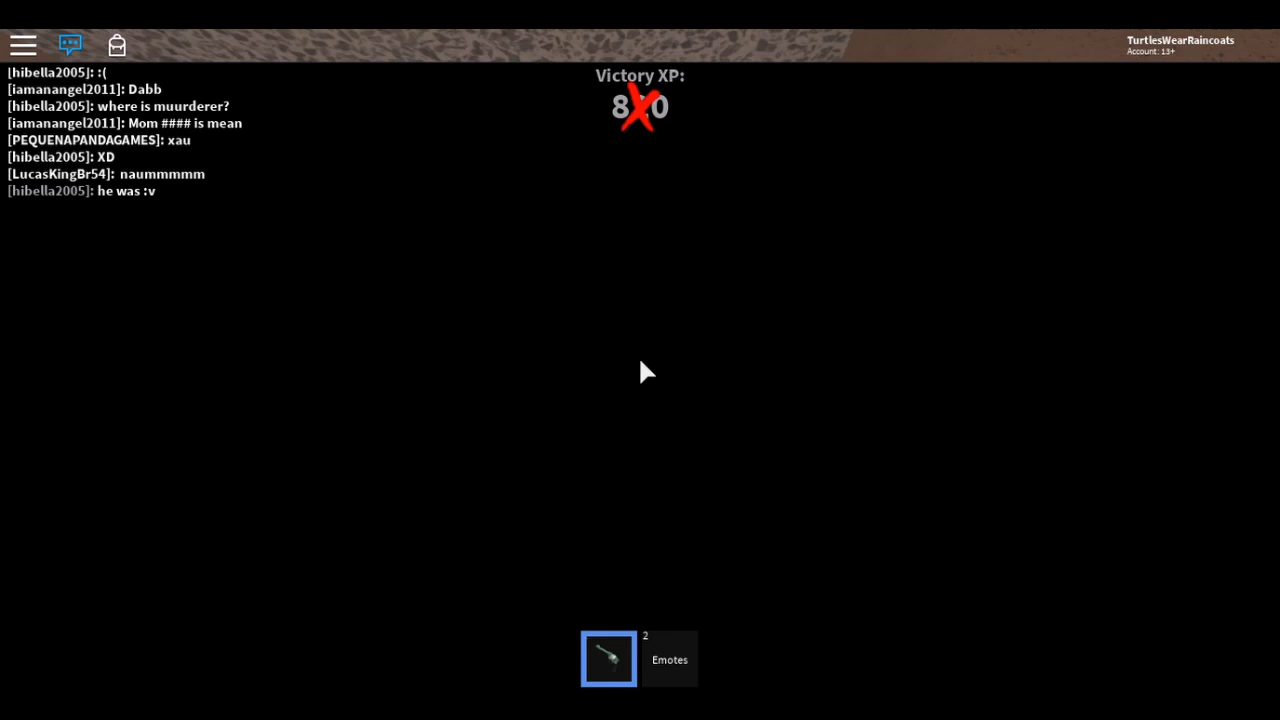 TurtlesWearRaincoats
Account: 13+
[hibella2005]: :(
[iamanangel2011]: Dabb
[hibella2005]: where is muurderer?
[iamanangel2011]: Mom #### is mean
[PEQUENAPANDAGAMES]: xau
[hibella2005]: XD
[LucasKingBr54]: naummmmm
[hibella2005]: he was :v
Victory XP:
2
Emotes